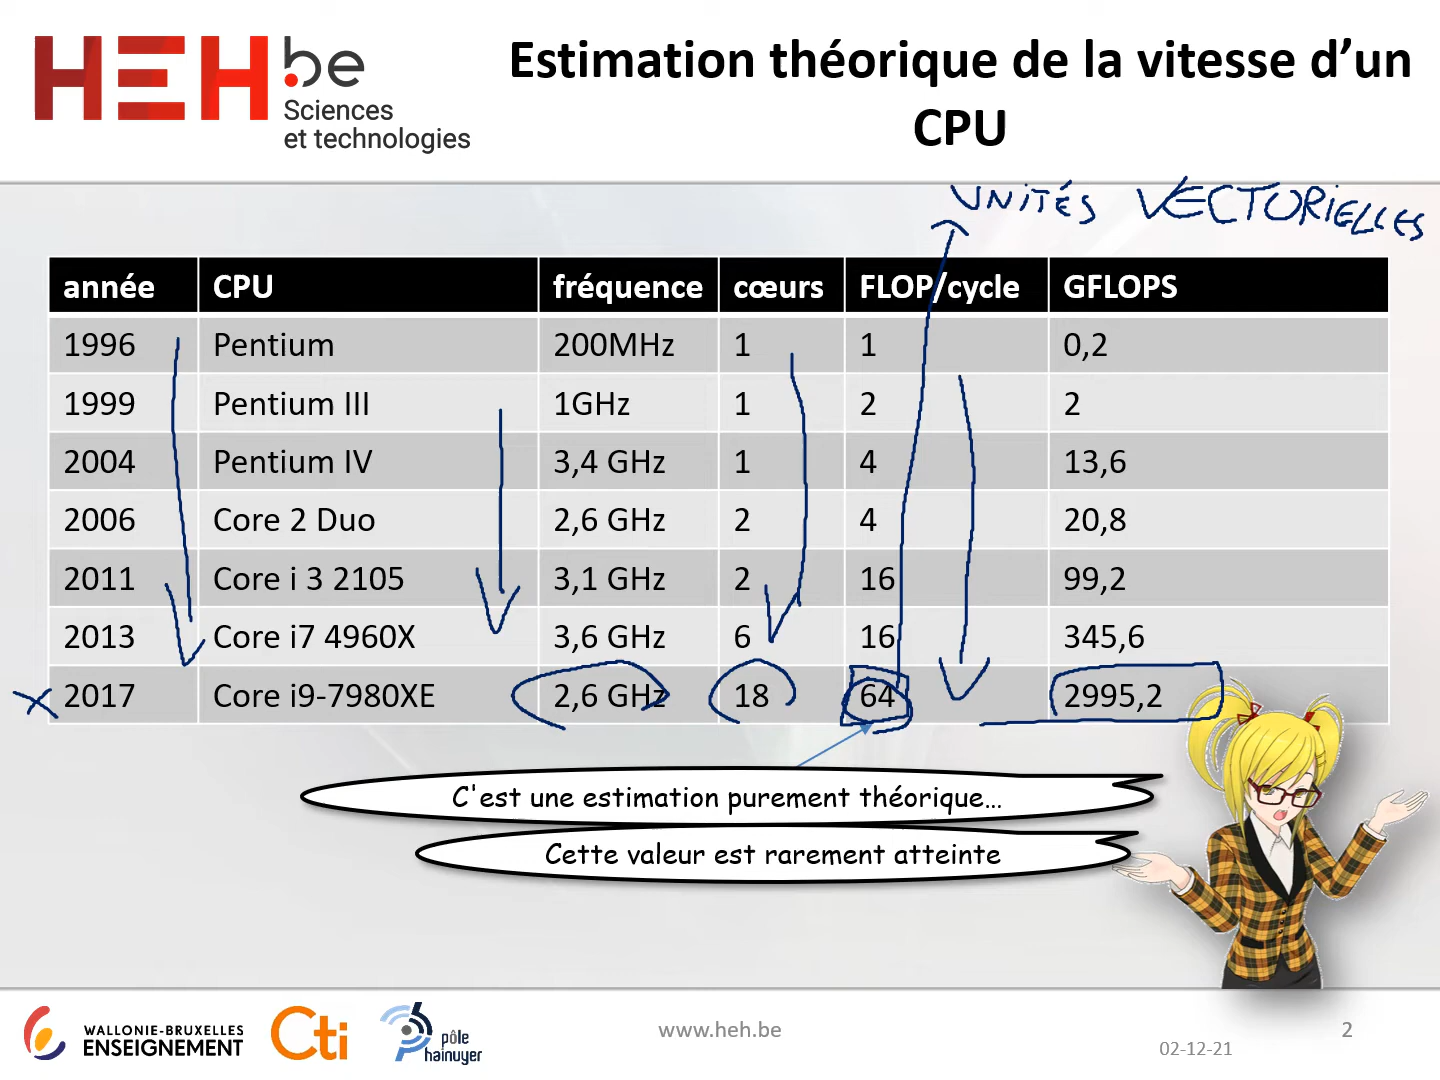 HEH.be
Sciences
et technologies
Estimation théorique de la vitesse d’un
CPU
UNITÉS VECTORIELLES
année CPU fréquence cœurs FLOP/cycle GFLOPS
1996 Pentium 200MHz 1 1 0,2
1999 Pentium III 1GHz 1 2 2
2004 Pentium IV 3,4 GHz 1 4 13,6
2006 Core 2 Duo 2,6 GHz 2 4 20,8
2011 Core i 3 2105 3,1 GHz 2 16 99,2
2013 Core i7 4960X 3,6 GHz 6 16 345,6
2017 Core i9-7980XE 2,6 GHz 18 64 2995,2
C'est une estimation purement théorique...
Cette valeur est rarement atteinte
WALLONIE-BRUXELLES
ENSEIGNEMENT
Cti
pôle
hainuyer
www.heh.be
02-12-21
2